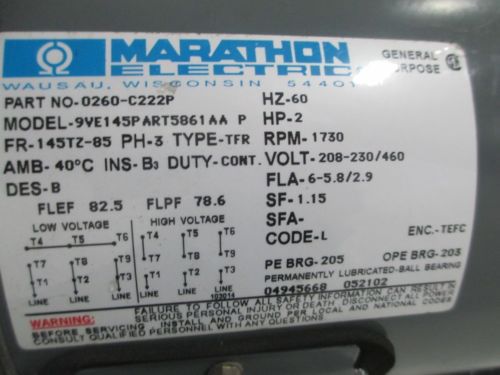 MARATHON
ELECTRIC
GENERAL
PURPOSE
WAUSAU, WISCONSIN 54401
PART NO-0260-C222P HZ-60
MODEL-9VE145PART5861AA P HP-2
FR-145TZ-85 PH-3 TYPE-TFR RPM-1730
AMB-40°C INS-B3 DUTY-CONT. VOLT-208-230/460
DES-B FLA-6-5.8/2.9
FLEF 82.5 FLPF 78.6 SF-1.15
LOW VOLTAGE HIGH VOLTAGE SFA-
T4 T5 T6 T4 T5 T6 CODE-L ENC.-TEFC
T7 T8 T9 T7 T8 T9 PE BRG-205 OPE BRG-203
T1 T2 T3 T1 T2 T3 PERMANENTLY LUBRICATED-BALL BEARING
LINE LINE LINE LINE LINE LINE 04945668 052102
103014
WARNING: FAILURE TO FOLLOW ALL SAFETY INFORMATION CAN RESULT IN
SERIOUS PERSONAL INJURY OR DEATH. DISCONNECT ALL POWER
BEFORE SERVICING. INSTALL AND GROUND PER LOCAL AND NATIONAL CODES.
CONSULT QUALIFIED PERSONNEL WITH ANY QUESTIONS OR